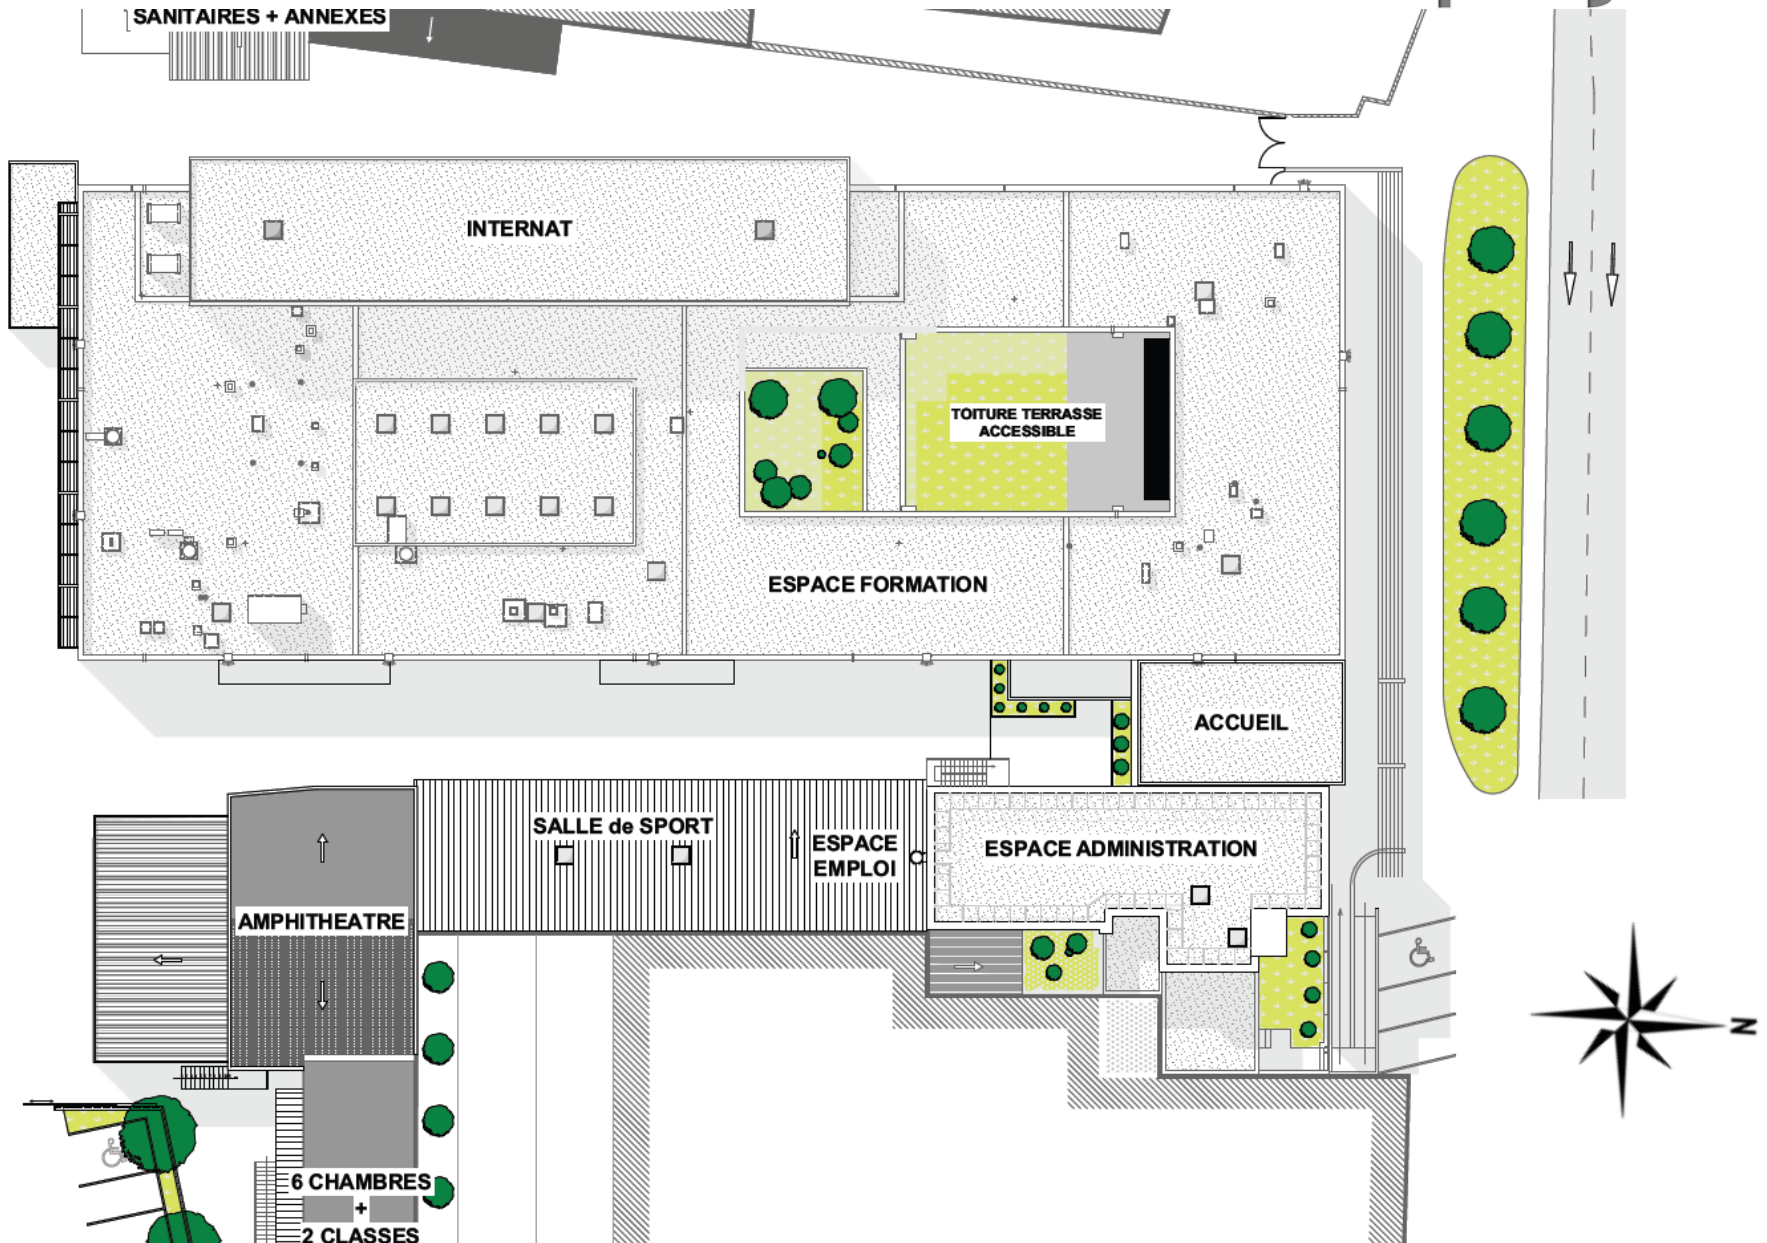 SANITAIRES + ANNEXES
INTERNAT
TOITURE TERRASSE
ACCESSIBLE
ESPACE FORMATION
ACCUEIL
SALLE de SPORT
ESPACE
EMPLOI
ESPACE ADMINISTRATION
AMPHITHEATRE
N
6 CHAMBRES
+
2 CLASSES